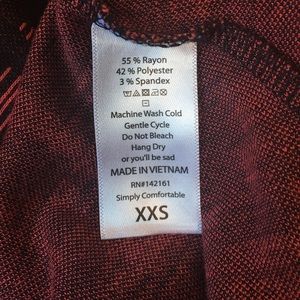 55 % Rayon
42 % Polyester
3 % Spandex
Machine Wash Cold
Gentle Cycle
Do Not Bleach
Hang Dry
or you'll be sad
MADE IN VIETNAM
RN#142161
Simply Comfortable
XXS